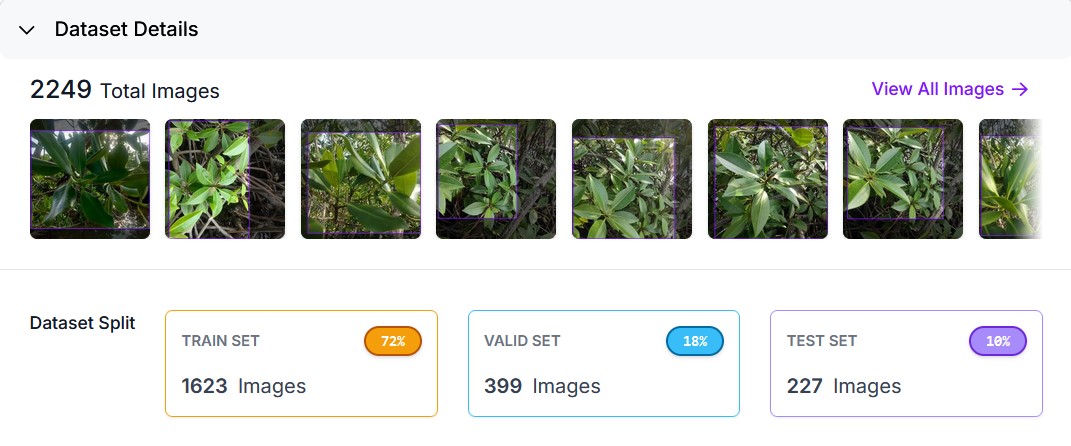 Dataset Details
2249 Total Images
View All Images →
Dataset Split
TRAIN SET 72%
1623 Images
VALID SET 18%
399 Images
TEST SET 10%
227 Images